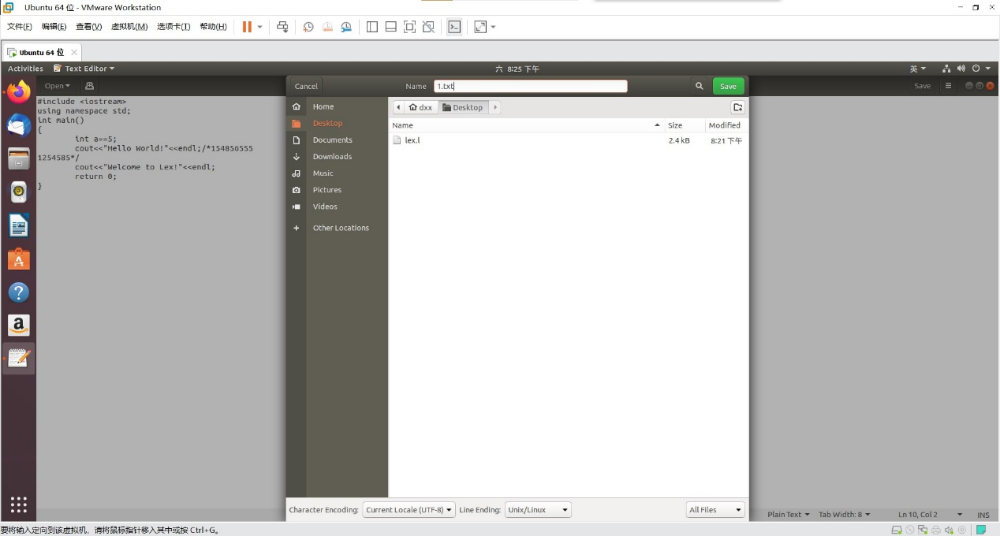 Ubuntu 64 位 - VMware Workstation
文件(F) 编辑(E) 查看(V) 虚拟机(M) 选项卡(T) 帮助(H)
Ubuntu 64 位
Activities Text Editor 六 8:25 下午 英
Open Cancel Name 1.txt Save Save
#include <iostream>
using namespace std;
int main()
{
int a==5;
cout<<"Hello World!"<<endl;/*154856555
1254585*/
cout<<"Welcome to Lex!"<<endl;
return 0;
}
Home
Desktop
Documents
Downloads
Music
Pictures
Videos
Other Locations
dxx Desktop
Name Size Modified
lex.l 2.4 kB 8:21 下午
Character Encoding: Current Locale (UTF-8) Line Ending: Unix/Linux All Files
Plain Text Tab Width: 8 Ln 10, Col 2 INS
要将输入定向到该虚拟机，请将鼠标指针移入其中或按 Ctrl+G。